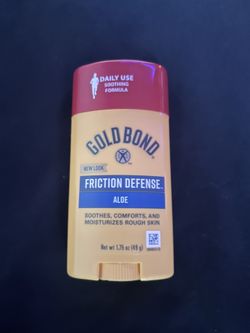 DAILY USE
SOOTHING
FORMULA
GOLD BOND
NEW LOOK
FRICTION DEFENSE
ALOE
SOOTHES, COMFORTS, AND
MOISTURIZES ROUGH SKIN
Net wt 1.75 oz (49 g)